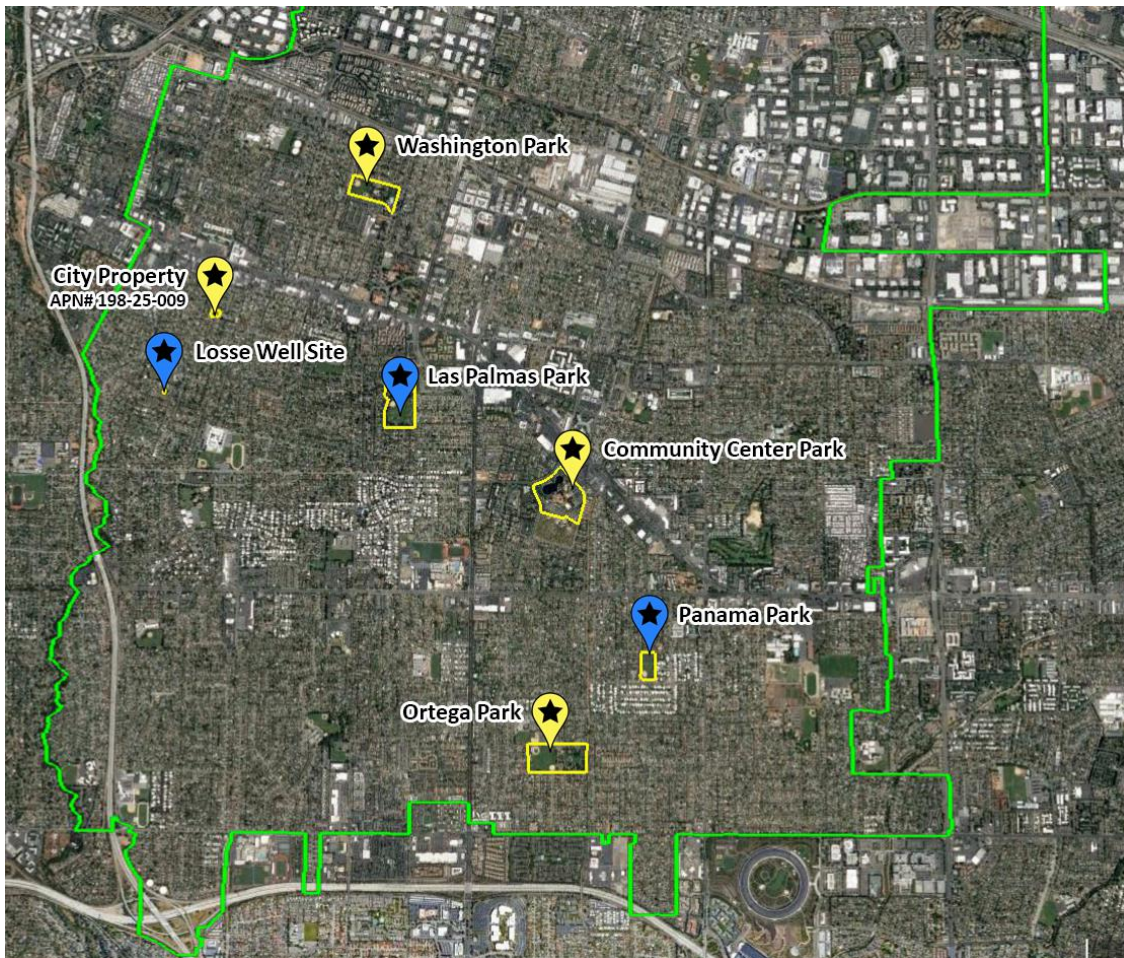 Washington Park
City Property
APN# 198-25-009
Losse Well Site
Las Palmas Park
Community Center Park
Panama Park
Ortega Park